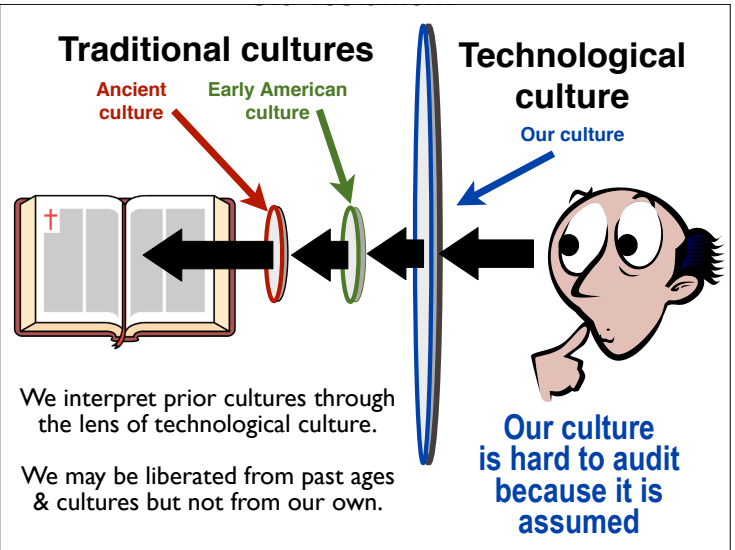 Traditional cultures
Technological
culture
Ancient
culture
Early American
culture
Our culture
We interpret prior cultures through
the lens of technological culture.
We may be liberated from past ages
& cultures but not from our own.
Our culture
is hard to audit
because it is
assumed